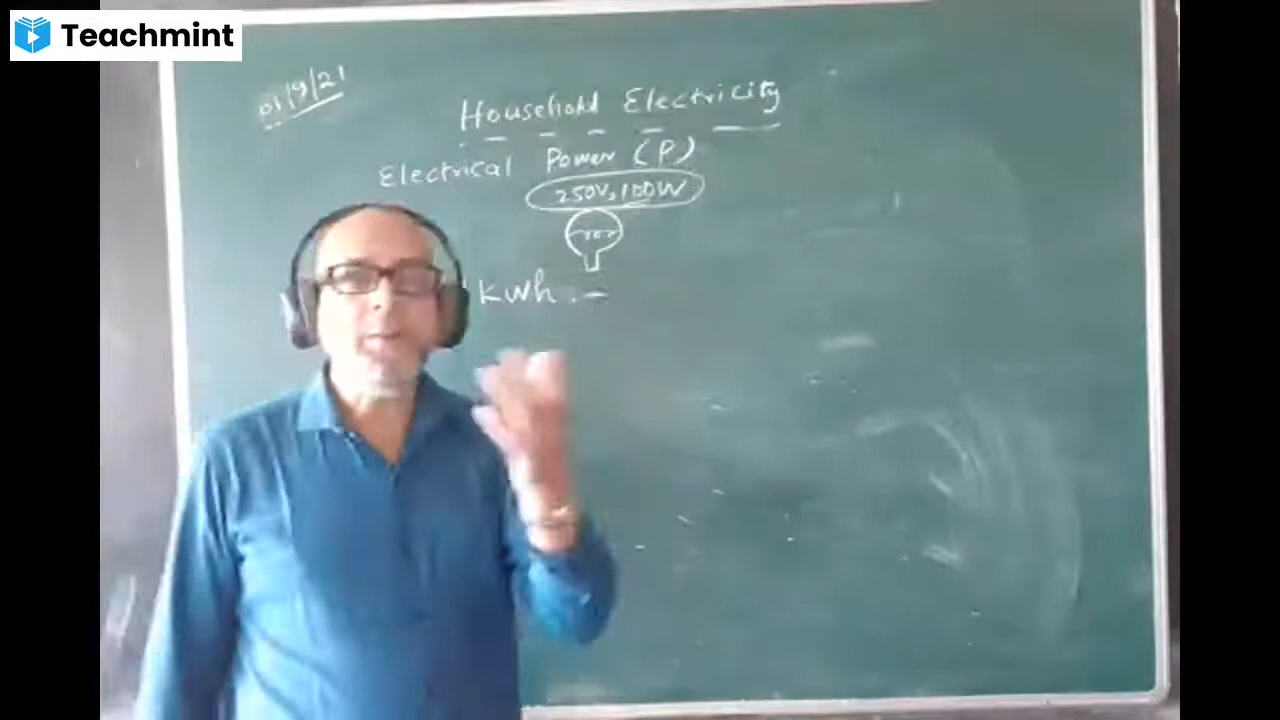 Teachmint
01/9/21
Household Electricity
Electrical Power (P)
250V, 100W
kWh :-